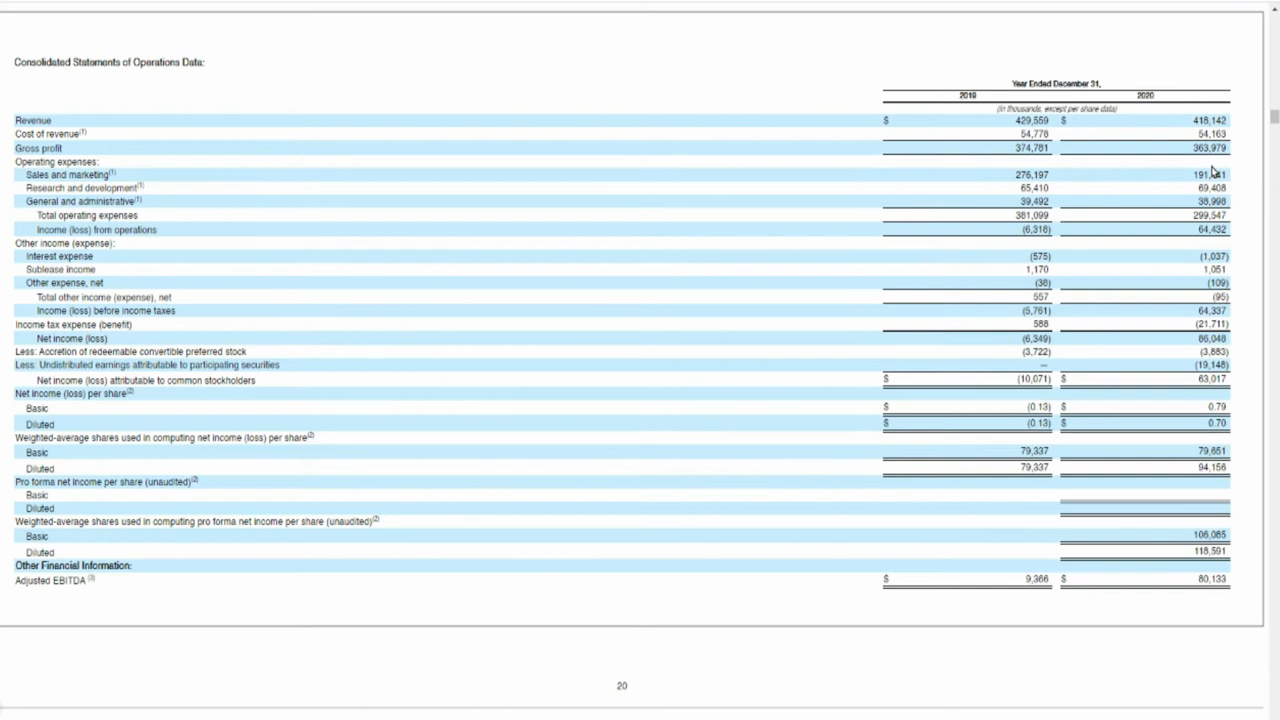 Consolidated Statements of Operations Data:
Year Ended December 31,
2019 2020
(in thousands, except per share data)
Revenue $ 429,559 $ 418,142
Cost of revenue(1) 54,778 54,163
Gross profit 374,781 363,979
Operating expenses:
Sales and marketing(1) 276,197
Research and development(1) 65,410 69,408
General and administrative(1) 39,492 38,998
Total operating expenses 381,099 299,547
Income (loss) from operations (6,318) 64,432
Other income (expense):
Interest expense (575) (1,037)
Sublease income 1,170 1,051
Other expense, net (38) (109)
Total other income (expense), net 557 (95)
Income (loss) before income taxes (5,761) 64,337
Income tax expense (benefit) 588 (21,711)
Net income (loss) (6,349) 86,048
Less: Accretion of redeemable convertible preferred stock (3,722) (3,883)
Less: Undistributed earnings attributable to participating securities — (19,148)
Net income (loss) attributable to common stockholders $ (10,071) $ 63,017
Net income (loss) per share(2)
Basic $ (0.13) $ 0.79
Diluted $ (0.13) $ 0.70
Weighted-average shares used in computing net income (loss) per share(2)
Basic 79,337 79,651
Diluted 79,337 94,156
Pro forma net income per share (unaudited)(2)
Basic
Diluted
Weighted-average shares used in computing pro forma net income per share (unaudited)(2)
Basic 106,085
Diluted 118,591
Other Financial Information:
Adjusted EBITDA (3) $ 9,366 $ 80,133
20